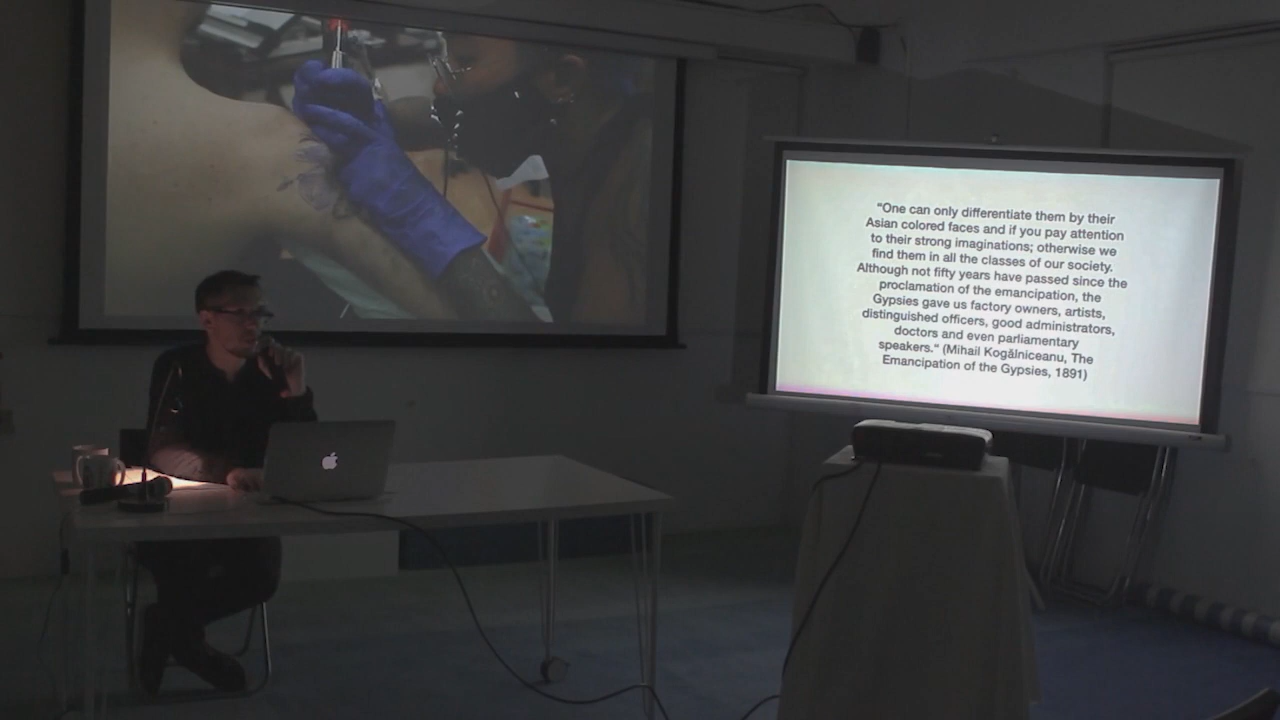 “One can only differentiate them by their
Asian colored faces and if you pay attention
to their strong imaginations; otherwise we
find them in all the classes of our society.
Although not fifty years have passed since the
proclamation of the emancipation, the
Gypsies gave us factory owners, artists,
distinguished officers, good administrators,
doctors and even parliamentary
speakers.“ (Mihail Kogălniceanu, The
Emancipation of the Gypsies, 1891)